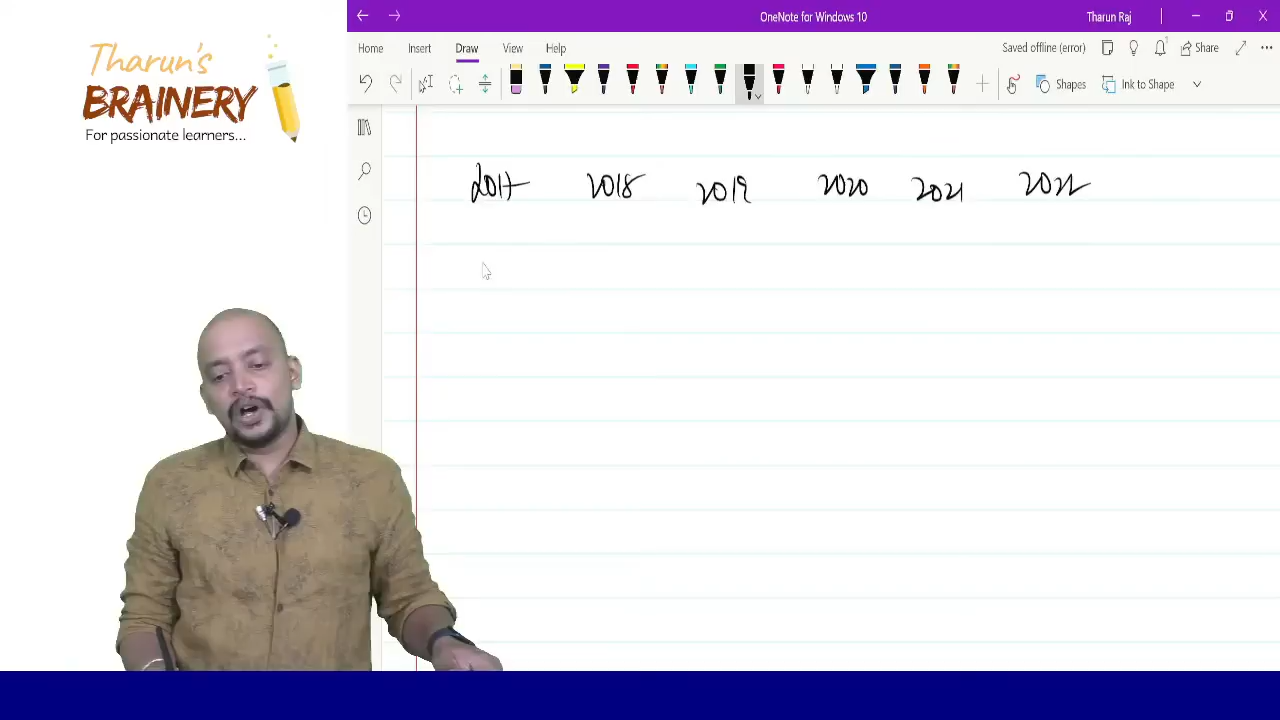 Tharun's
BRAINERY
For passionate learners...
OneNote for Windows 10
Tharun Raj
Home Insert Draw View Help
Saved offline (error)
Share
Shapes
Ink to Shape
2017 2018 2019 2020 2021 2022